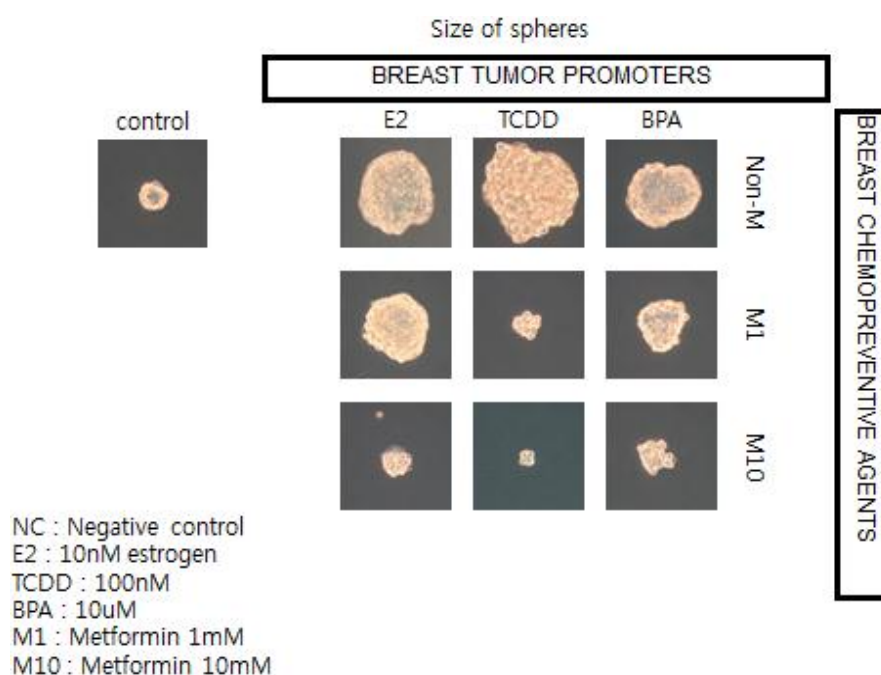 Size of spheres
BREAST TUMOR PROMOTERS
control
E2
TCDD
BPA
Non-M
M1
M10
BREAST CHEMOPREVENTIVE AGENTS
NC : Negative control
E2 : 10nM estrogen
TCDD : 100nM
BPA : 10uM
M1 : Metformin 1mM
M10 : Metformin 10mM